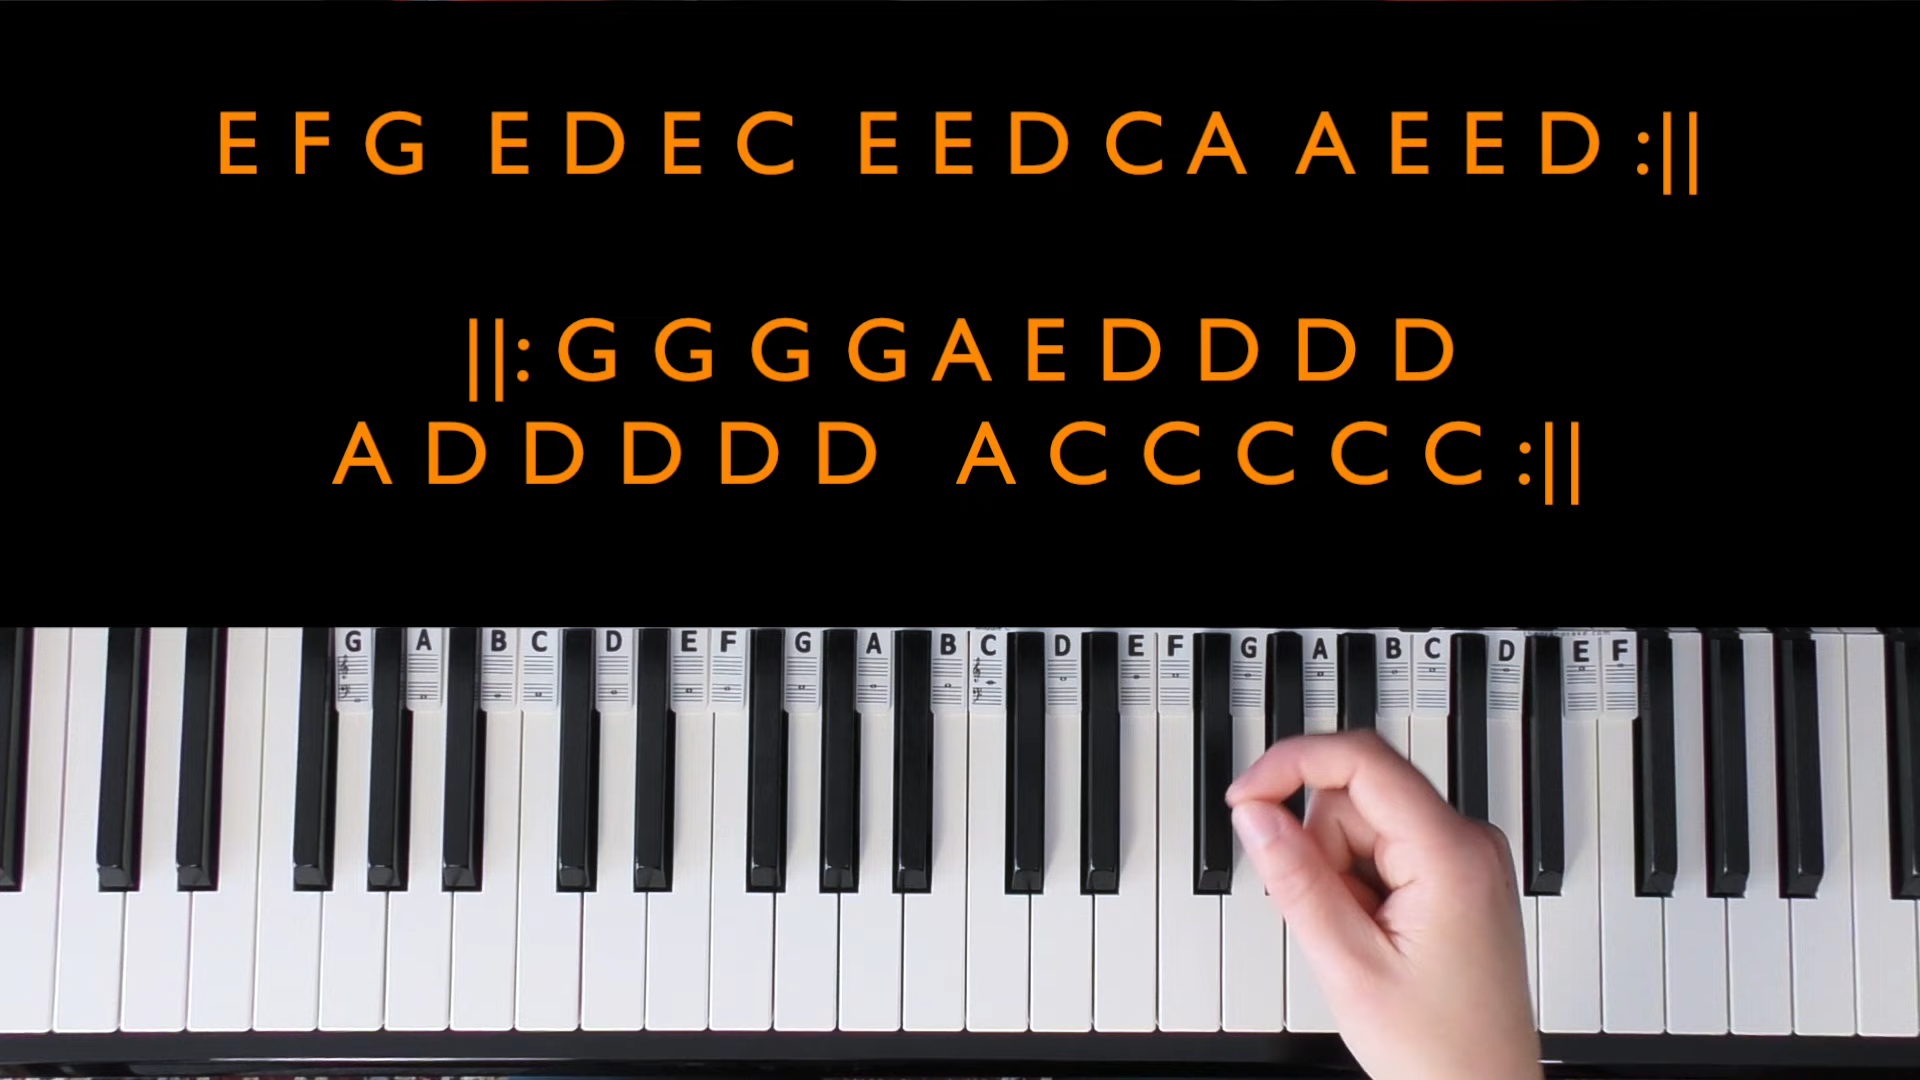 E F G E D E C E E D C A A E E D :||
||: G G G G A E D D D D
A D D D D D A C C C C C :||
G A B C D E F G A B C D E F G A B C D E F